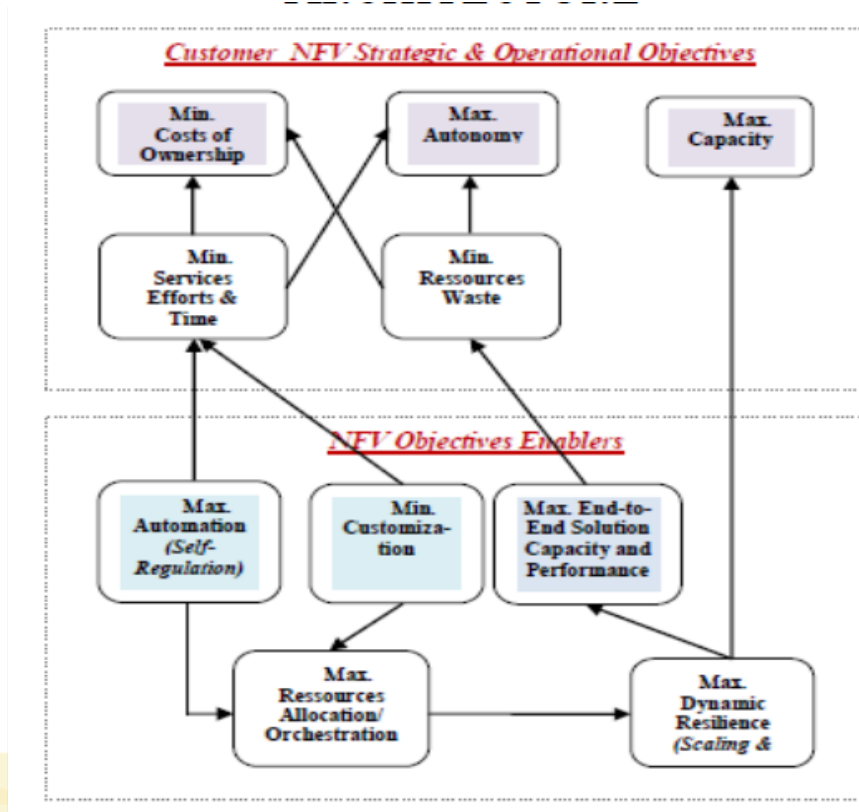 Customer NFV Strategic & Operational Objectives
Min.
Costs of
Ownership
Max.
Autonomy
Max.
Capacity
Min.
Services
Efforts &
Time
Min.
Ressources
Waste
NFV Objectives Enablers
Max.
Automation
(Self-
Regulation)
Min.
Customiza-
tion
Max. End-to-
End Solution
Capacity and
Performance
Max.
Ressources
Allocation/
Orchestration
Max.
Dynamic
Resilience
(Scaling &